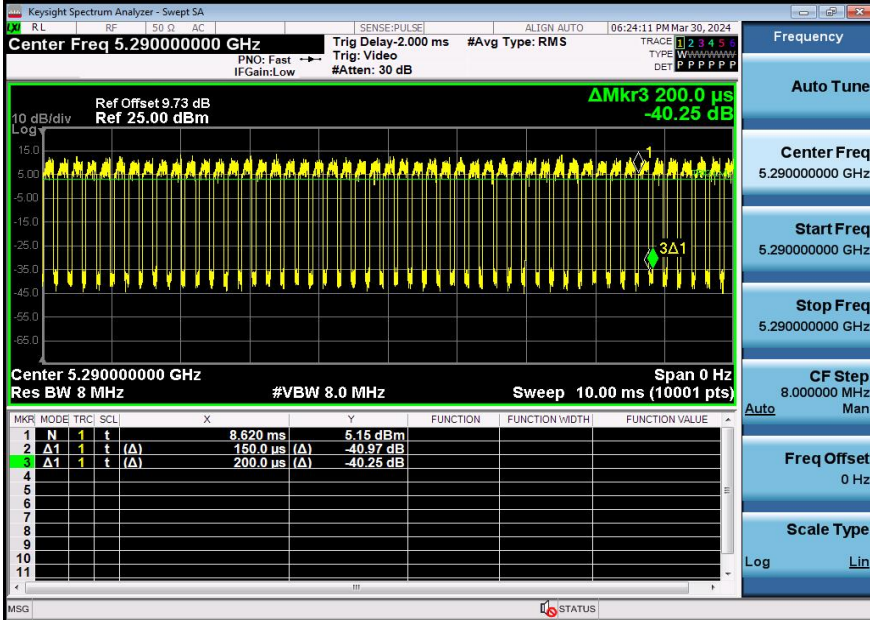 Keysight Spectrum Analyzer - Swept SA
LXI RL RF 50 Ω AC SENSE:PULSE ALIGN AUTO 06:24:11 PM Mar 30, 2024
Center Freq 5.290000000 GHz
PNO: Fast
IFGain:Low
Trig Delay-2.000 ms
Trig: Video
#Atten: 30 dB
#Avg Type: RMS
TRACE 1 2 3 4 5 6
TYPE WWWWWW
DET P P P P P P
10 dB/div
Log
Ref Offset 9.73 dB
Ref 25.00 dBm
ΔMkr3 200.0 µs
-40.25 dB
15.0
5.00
-5.00
-15.0
-25.0
-35.0
-45.0
-55.0
-65.0
1
3Δ1
Center 5.290000000 GHz Span 0 Hz
Res BW 8 MHz #VBW 8.0 MHz Sweep 10.00 ms (10001 pts)
MKR MODE TRC SCL X Y FUNCTION FUNCTION WIDTH FUNCTION VALUE
1 N 1 t 8.620 ms 5.15 dBm
2 Δ1 1 t (Δ) 150.0 µs (Δ) -40.97 dB
3 Δ1 1 t (Δ) 200.0 µs (Δ) -40.25 dB
4
5
6
7
8
9
10
11
MSG STATUS
Frequency
Auto Tune
Center Freq
5.290000000 GHz
Start Freq
5.290000000 GHz
Stop Freq
5.290000000 GHz
CF Step
8.000000 MHz
Auto Man
Freq Offset
0 Hz
Scale Type
Log Lin